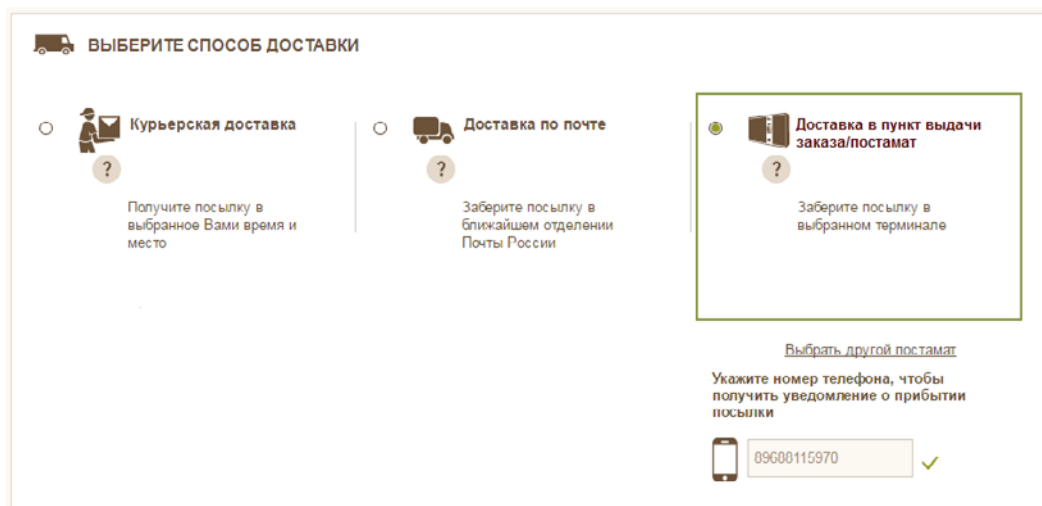 ВЫБЕРИТЕ СПОСОБ ДОСТАВКИ
Курьерская доставка
?
Получите посылку в
выбранное Вами время и
место
Доставка по почте
?
Заберите посылку в
ближайшем отделении
Почты России
Доставка в пункт выдачи
заказа/постамат
?
Заберите посылку в
выбранном терминале
Выбрать другой постамат
Укажите номер телефона, чтобы
получить уведомление о прибытии
посылки
89688115970